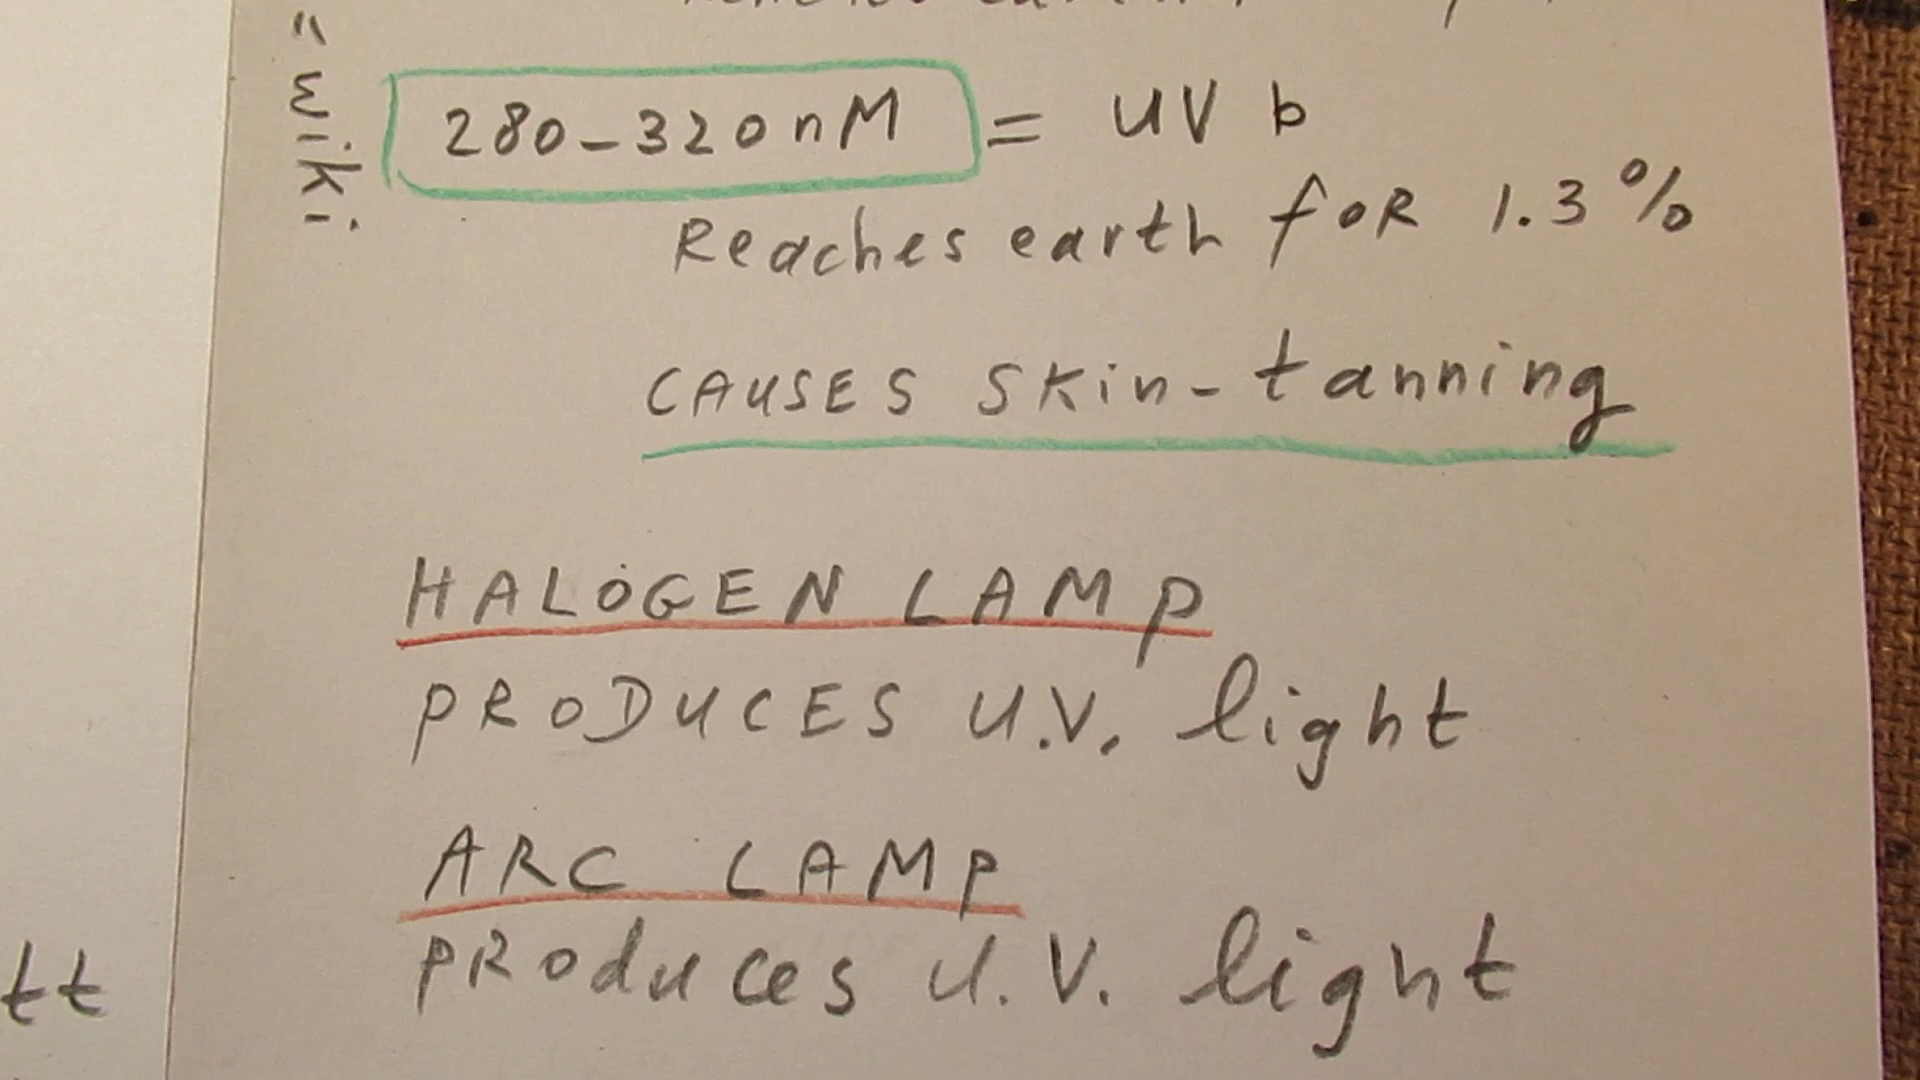 "Wiki
280-320nM = UV b
Reaches earth foR 1.3%
CAUSES Skin-tanning
HALOGEN LAMP
PRODUCES U.V. light
ARC LAMP
PRoduces U.V. light
tt